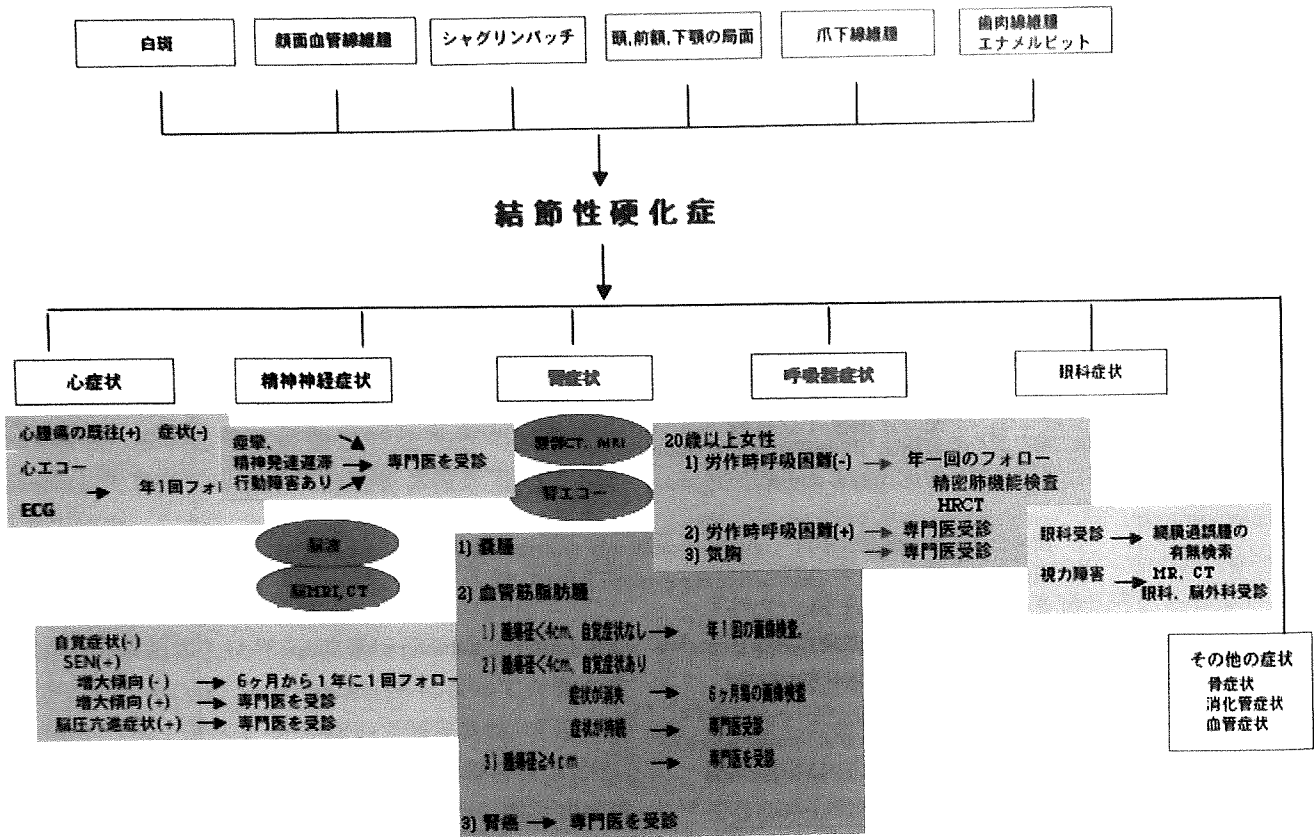 白斑
顔面血管線維腫
シャグリンパッチ
頭,前額,下顎の局面
爪下線維腫
歯肉線維腫
エナメルピット
結節性硬化症
心症状
精神神経症状
腎症状
呼吸器症状
眼科症状
心腫瘍の既往(+) 症状(-)
心エコー
→ 年1回フォ
ECG
痙攣、
精神発達遅滞 → 専門医を受診
行動障害あり
脳波
脳MRI,CT
自覚症状(-)
SEN(+)
増大傾向(-) → 6ヶ月から1年に1回フォロー
増大傾向(+) → 専門医を受診
脳圧亢進症状(+) → 専門医を受診
腹部CT、MRI
腎エコー
1) 嚢腫
2) 血管筋脂肪腫
1) 腫瘍径<4cm、自覚症状なし → 年1回の画像検査、
2) 腫瘍径<4cm、自覚症状あり
症状が消失 → 6ヶ月毎の画像検査
症状が持続 → 専門医受診
3) 腫瘍径≥4cm → 専門医を受診
3) 腎癌 → 専門医を受診
20歳以上女性
1) 労作時呼吸困難(-) → 年一回のフォロー
精密肺機能検査
HRCT
2) 労作時呼吸困難(+) → 専門医受診
3) 気胸 → 専門医受診
眼科受診 → 網膜過誤腫の
有無検索
視力障害 → MR、CT
眼科、脳外科受診
その他の症状
骨症状
消化管症状
血管症状